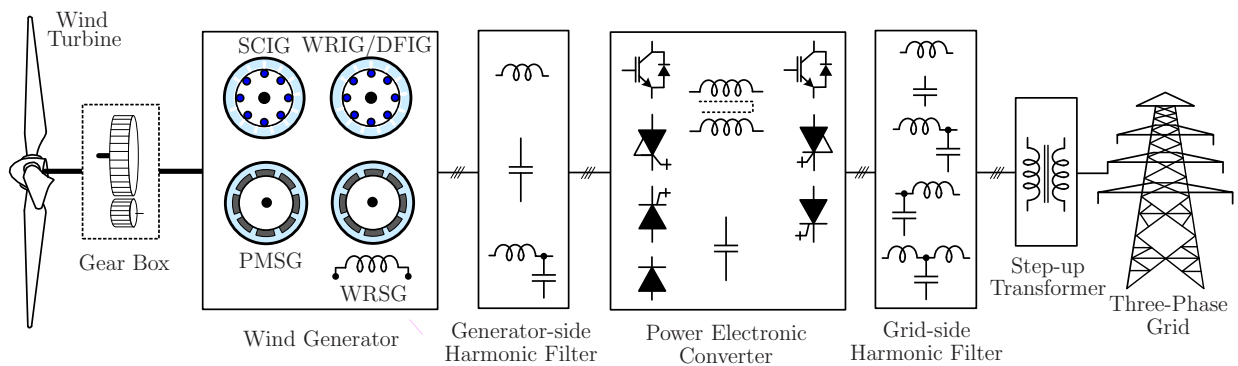 Wind
Turbine
SCIG WRIG/DFIG
PMSG
WRSG
Gear Box
Wind Generator
Generator-side
Harmonic Filter
Power Electronic
Converter
Grid-side
Harmonic Filter
Step-up
Transformer
Three-Phase
Grid